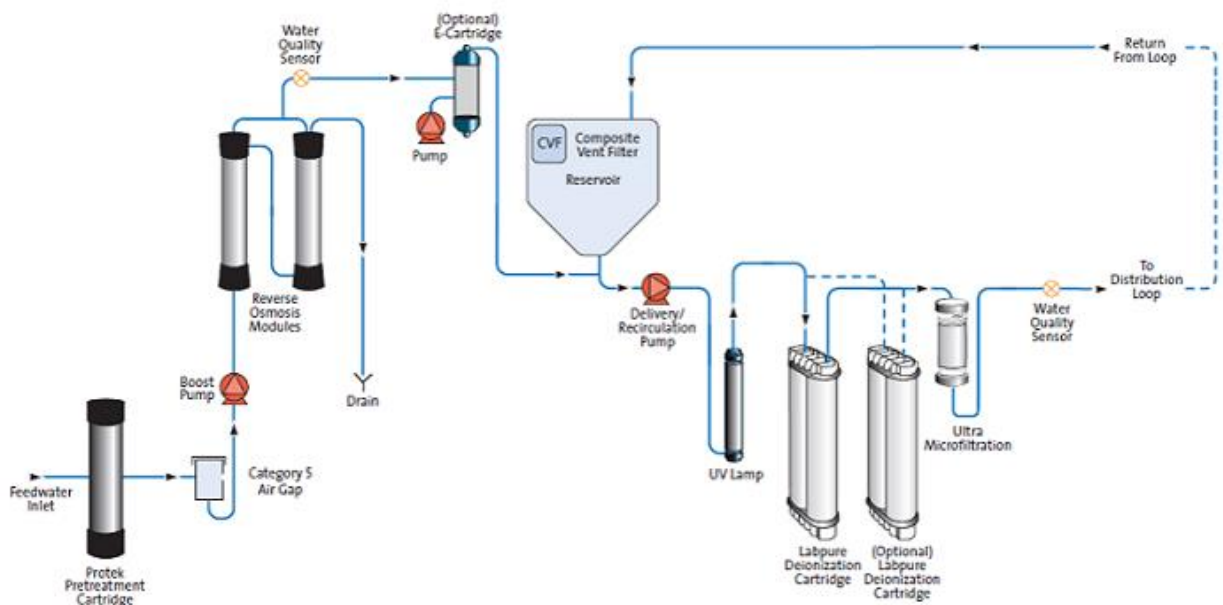 Water
Quality
Sensor
(Optional)
E-Cartridge
Pump
CVF
Composite
Vent Filter
Reservoir
Return
From Loop
Reverse
Osmosis
Modules
Boost
Pump
Drain
Delivery/
Recirculation
Pump
To
Distribution
Loop
Water
Quality
Sensor
Ultra
Microfiltration
UV Lamp
Feedwater
Inlet
Category 5
Air Gap
Protek
Pretreatment
Cartridge
Labpure
Deionization
Cartridge
(Optional)
Labpure
Deionization
Cartridge